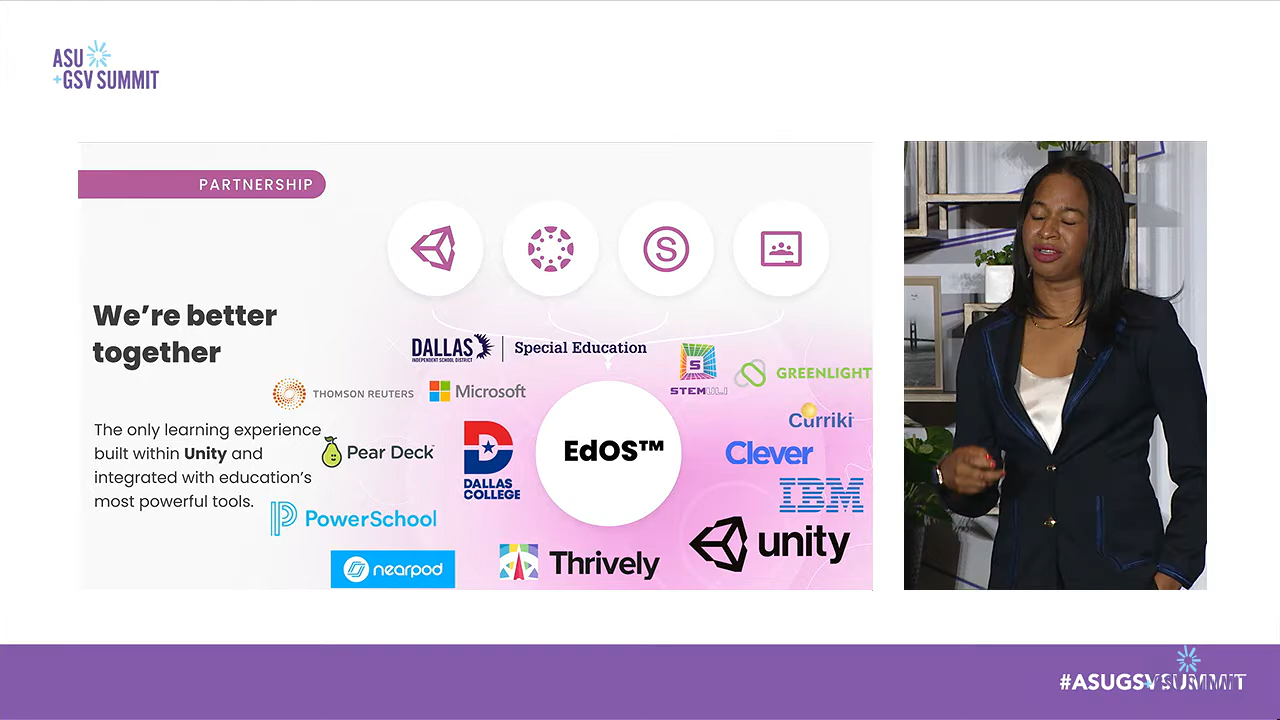 ASU
+GSV SUMMIT
PARTNERSHIP
S
We're better
together
The only learning experience
built within Unity and
integrated with education's
most powerful tools.
DALLAS
INDEPENDENT SCHOOL DISTRICT
Special Education
THOMSON REUTERS
Microsoft
S
STEMULI
GREENLIGHT
Curriki
Pear Deck™
D
DALLAS
COLLEGE
EdOS™
Clever
IBM
PowerSchool
unity
nearpod
Thrively
#ASUGSVSUMMIT